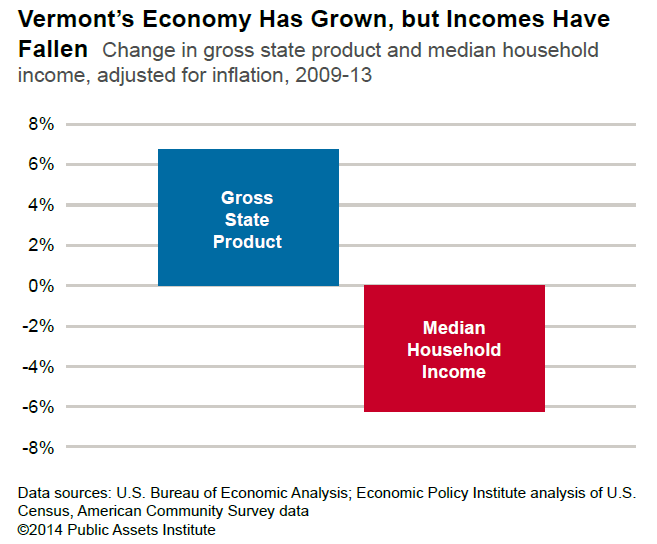 Vermont’s Economy Has Grown, but Incomes Have
Fallen Change in gross state product and median household
income, adjusted for inflation, 2009-13
8%
6%
4%
2%
0%
-2%
-4%
-6%
-8%
Gross
State
Product
Median
Household
Income
Data sources: U.S. Bureau of Economic Analysis; Economic Policy Institute analysis of U.S.
Census, American Community Survey data
©2014 Public Assets Institute